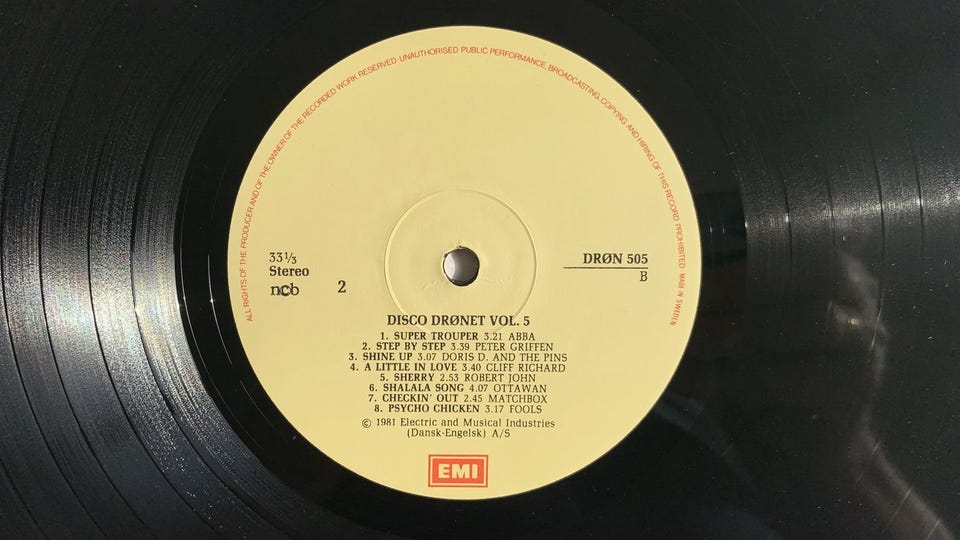 ALL RIGHTS OF THE PRODUCER AND OF THE OWNER OF THE RECORDED WORK RESERVED · UNAUTHORISED PUBLIC PERFORMANCE, BROADCASTING, COPYING AND HIRING OF THIS RECORD PROHIBITED MADE IN SWEDEN
33 1/3
Stereo
ncb
2
DRØN 505
B
DISCO DRØNET VOL. 5
1. SUPER TROUPER 3.21 ABBA
2. STEP BY STEP 3.39 PETER GRIFFEN
3. SHINE UP 3.07 DORIS D. AND THE PINS
4. A LITTLE IN LOVE 3.40 CLIFF RICHARD
5. SHERRY 2.53 ROBERT JOHN
6. SHALALA SONG 4.07 OTTAWAN
7. CHECKIN' OUT 2.45 MATCHBOX
8. PSYCHO CHICKEN 3.17 FOOLS
© 1981 Electric and Musical Industries
(Dansk-Engelsk) A/S
EMI